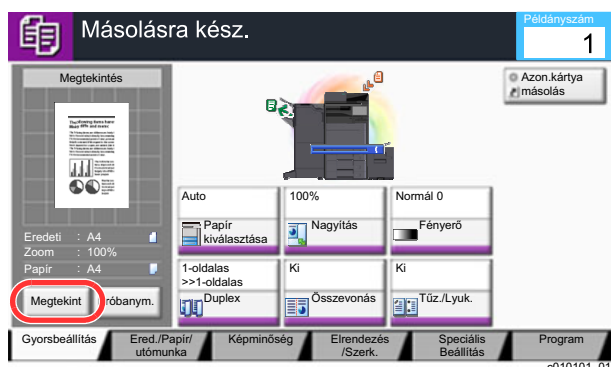 Másolásra kész.
Példányszám
1
Megtekintés
Azon.kártya
másolás
Eredeti : A4
Zoom : 100%
Papír : A4
Megtekint
róbanym.
Auto
Papír
kiválasztása
100%
Nagyítás
Normál 0
Fényerő
1-oldalas
>>1-oldalas
Duplex
Ki
Összevonás
Ki
Tűz./Lyuk.
Gyorsbeállítás
Ered./Papír/
utómunka
Képminőség
Elrendezés
/Szerk.
Speciális
Beállítás
Program